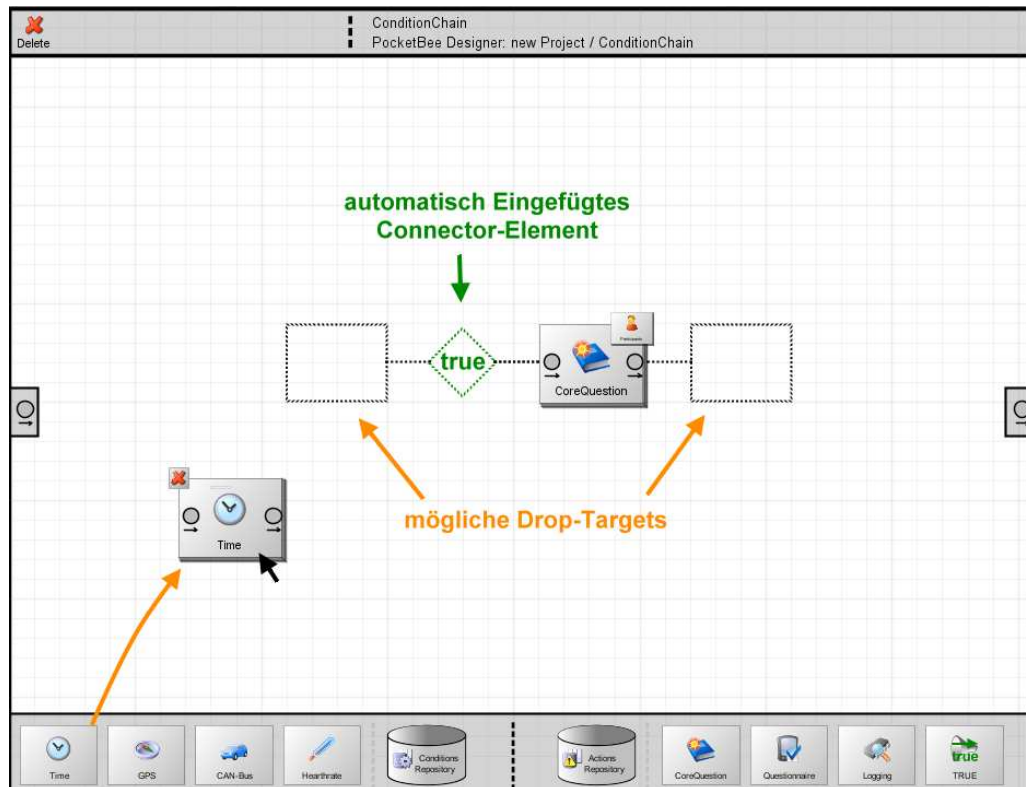 ConditionChain
Delete
PocketBee Designer: new Project / ConditionChain
automatisch Eingefügtes
Connector-Element
true
Participants
CoreQuestion
mögliche Drop-Targets
Time
Time
GPS
CAN-Bus
Hearthrate
Conditions
Repository
Actions
Repository
CoreQuestion
Questionnaire
Logging
true
TRUE